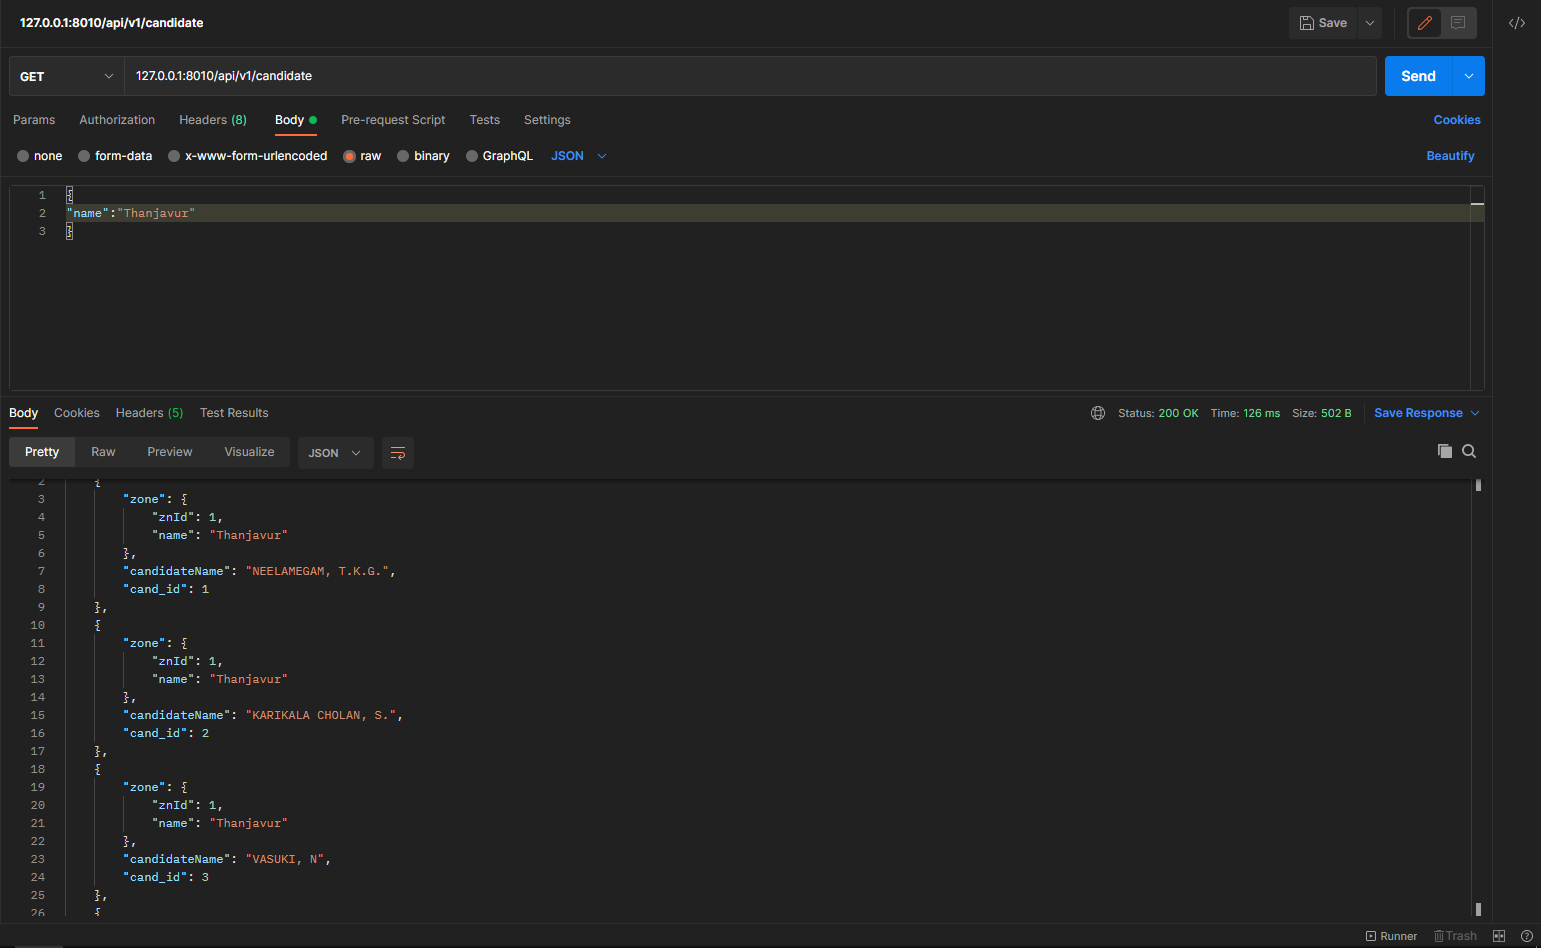 127.0.0.1:8010/api/v1/candidate
Save
GET
127.0.0.1:8010/api/v1/candidate
Send
Params Authorization Headers (8) Body Pre-request Script Tests Settings Cookies
none form-data x-www-form-urlencoded raw binary GraphQL JSON Beautify
1 {
2 "name":"Thanjavur"
3 }
Body Cookies Headers (5) Test Results Status: 200 OK Time: 126 ms Size: 502 B Save Response
Pretty Raw Preview Visualize JSON
2 {
3 "zone": {
4 "znId": 1,
5 "name": "Thanjavur"
6 },
7 "candidateName": "NEELAMEGAM, T.K.G.",
8 "cand_id": 1
9 },
10 {
11 "zone": {
12 "znId": 1,
13 "name": "Thanjavur"
14 },
15 "candidateName": "KARIKALA CHOLAN, S.",
16 "cand_id": 2
17 },
18 {
19 "zone": {
20 "znId": 1,
21 "name": "Thanjavur"
22 },
23 "candidateName": "VASUKI, N",
24 "cand_id": 3
25 },
26 {
Runner Trash